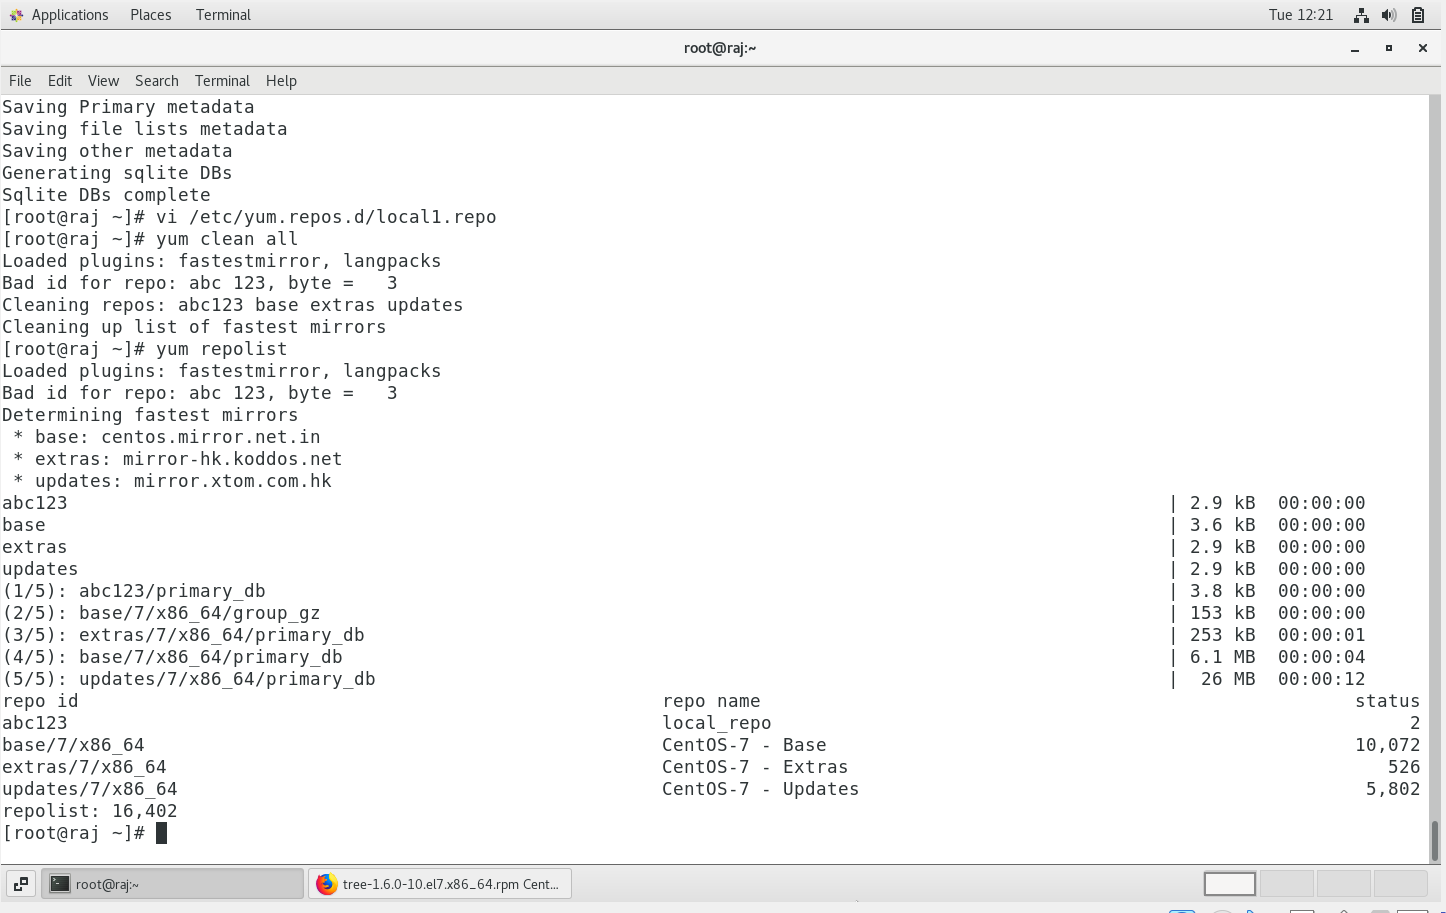 Applications Places Terminal Tue 12:21
root@raj:~
File Edit View Search Terminal Help
Saving Primary metadata
Saving file lists metadata
Saving other metadata
Generating sqlite DBs
Sqlite DBs complete
[root@raj ~]# vi /etc/yum.repos.d/local1.repo
[root@raj ~]# yum clean all
Loaded plugins: fastestmirror, langpacks
Bad id for repo: abc 123, byte =   3
Cleaning repos: abc123 base extras updates
Cleaning up list of fastest mirrors
[root@raj ~]# yum repolist
Loaded plugins: fastestmirror, langpacks
Bad id for repo: abc 123, byte =   3
Determining fastest mirrors
 * base: centos.mirror.net.in
 * extras: mirror-hk.koddos.net
 * updates: mirror.xtom.com.hk
abc123 | 2.9 kB 00:00:00
base | 3.6 kB 00:00:00
extras | 2.9 kB 00:00:00
updates | 2.9 kB 00:00:00
(1/5): abc123/primary_db | 3.8 kB 00:00:00
(2/5): base/7/x86_64/group_gz | 153 kB 00:00:00
(3/5): extras/7/x86_64/primary_db | 253 kB 00:00:01
(4/5): base/7/x86_64/primary_db | 6.1 MB 00:00:04
(5/5): updates/7/x86_64/primary_db | 26 MB 00:00:12
repo id repo name status
abc123 local_repo 2
base/7/x86_64 CentOS-7 - Base 10,072
extras/7/x86_64 CentOS-7 - Extras 526
updates/7/x86_64 CentOS-7 - Updates 5,802
repolist: 16,402
[root@raj ~]#
root@raj:~ tree-1.6.0-10.el7.x86_64.rpm Cent...